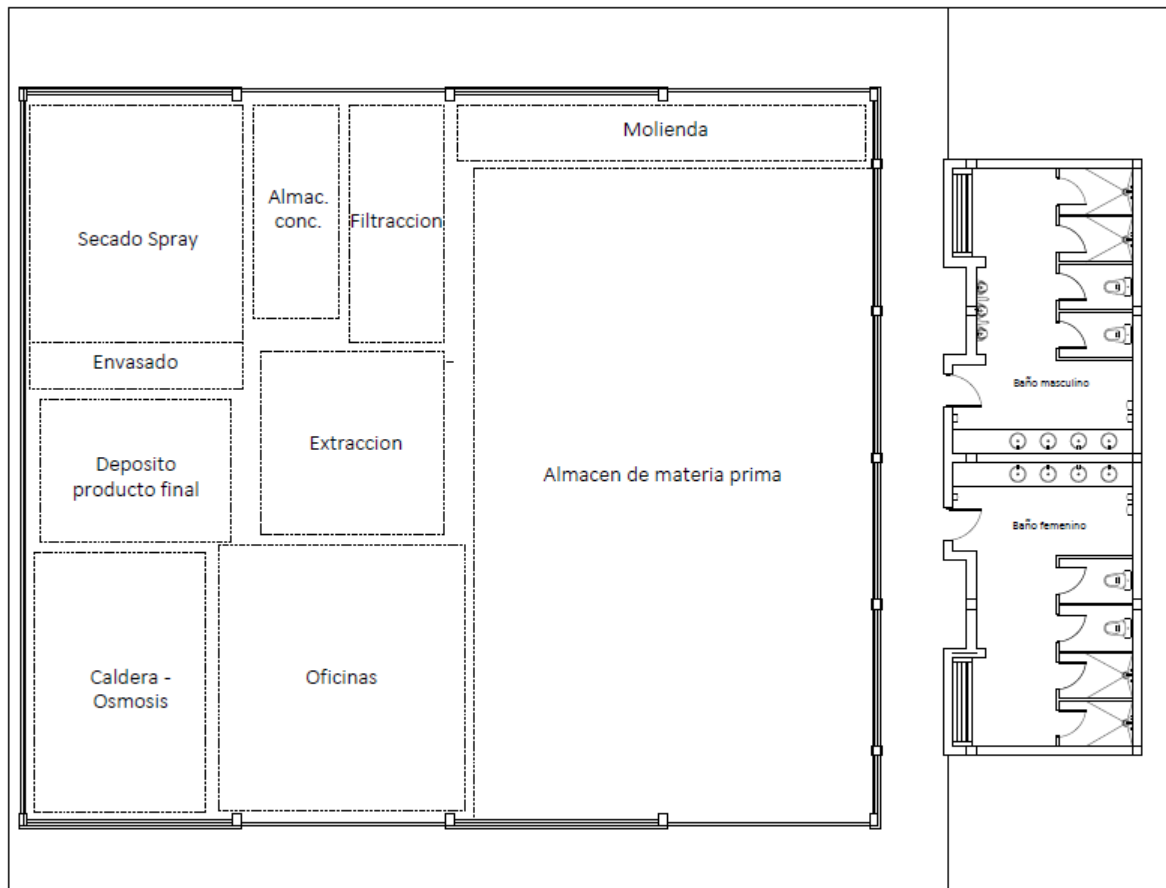 Molienda
Almac.
conc.
Filtraccion
Secado Spray
Envasado
Baño masculino
Extraccion
Deposito
producto final
Almacen de materia prima
Baño femenino
Caldera -
Osmosis
Oficinas